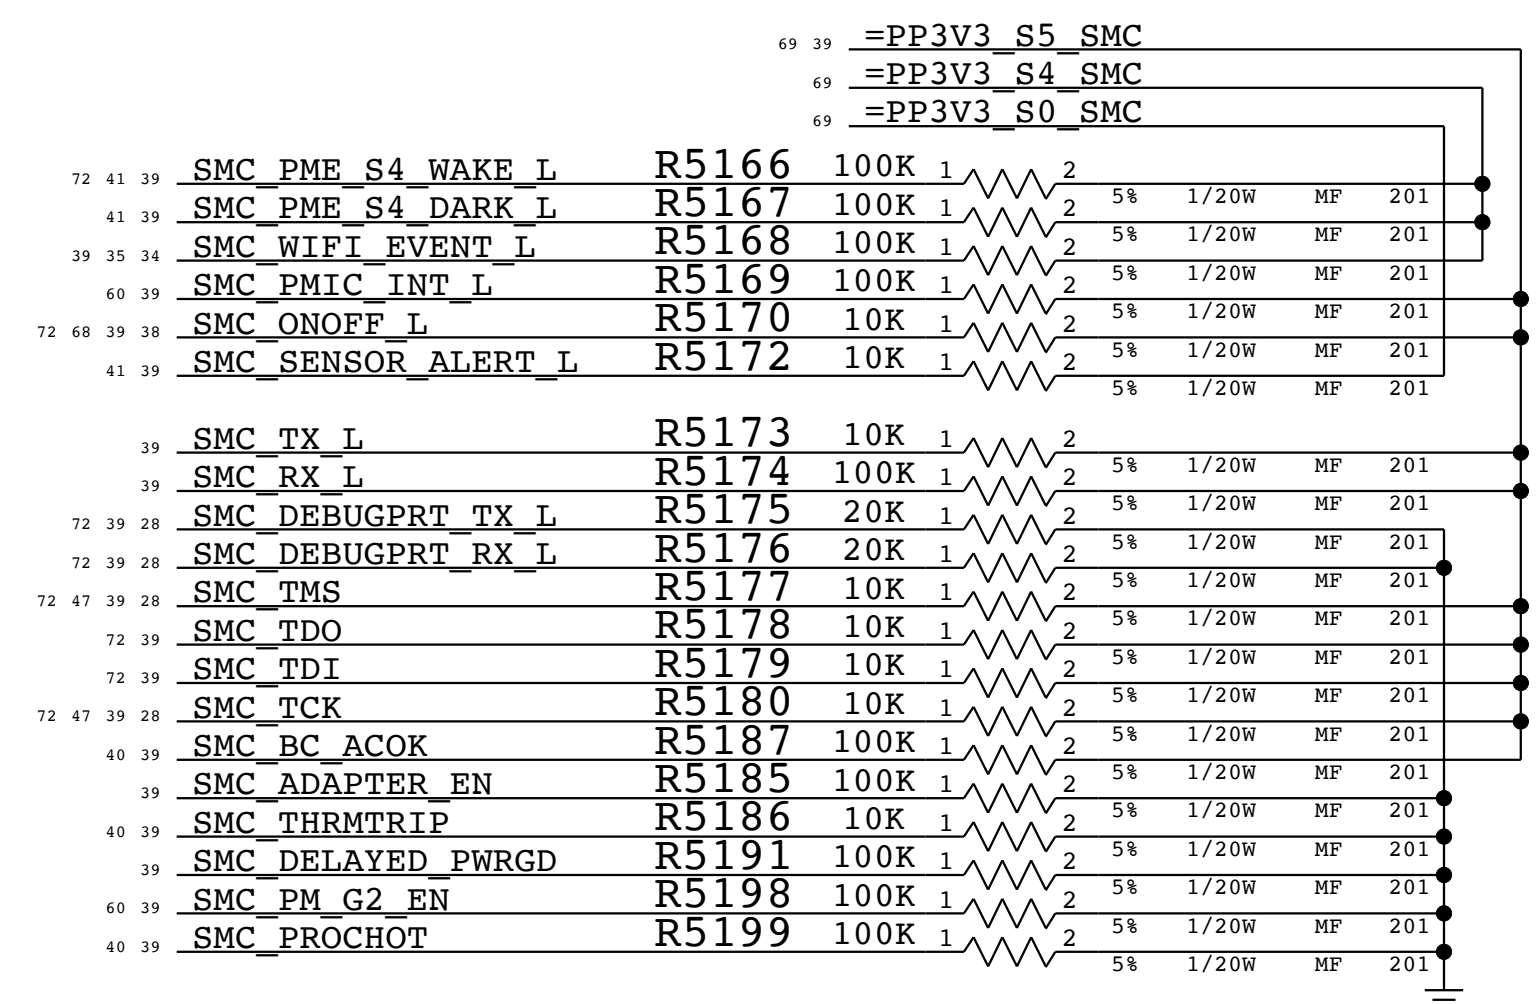 69 39 =PP3V3_S5_SMC
69 =PP3V3_S4_SMC
69 =PP3V3_S0_SMC
72 41 39 SMC_PME_S4_WAKE_L R5166 100K 1 2 5% 1/20W MF 201
41 39 SMC_PME_S4_DARK_L R5167 100K 1 2 5% 1/20W MF 201
39 35 34 SMC_WIFI_EVENT_L R5168 100K 1 2 5% 1/20W MF 201
60 39 SMC_PMIC_INT_L R5169 100K 1 2 5% 1/20W MF 201
72 68 39 38 SMC_ONOFF_L R5170 10K 1 2 5% 1/20W MF 201
41 39 SMC_SENSOR_ALERT_L R5172 10K 1 2 5% 1/20W MF 201
39 SMC_TX_L R5173 10K 1 2 5% 1/20W MF 201
39 SMC_RX_L R5174 100K 1 2 5% 1/20W MF 201
72 39 28 SMC_DEBUGPRT_TX_L R5175 20K 1 2 5% 1/20W MF 201
72 39 28 SMC_DEBUGPRT_RX_L R5176 20K 1 2 5% 1/20W MF 201
72 47 39 28 SMC_TMS R5177 10K 1 2 5% 1/20W MF 201
72 39 SMC_TDO R5178 10K 1 2 5% 1/20W MF 201
72 39 SMC_TDI R5179 10K 1 2 5% 1/20W MF 201
72 47 39 28 SMC_TCK R5180 10K 1 2 5% 1/20W MF 201
40 39 SMC_BC_ACOK R5187 100K 1 2 5% 1/20W MF 201
39 SMC_ADAPTER_EN R5185 100K 1 2 5% 1/20W MF 201
40 39 SMC_THRMTRIP R5186 10K 1 2 5% 1/20W MF 201
39 SMC_DELAYED_PWRGD R5191 100K 1 2 5% 1/20W MF 201
60 39 SMC_PM_G2_EN R5198 100K 1 2 5% 1/20W MF 201
40 39 SMC_PROCHOT R5199 100K 1 2 5% 1/20W MF 201